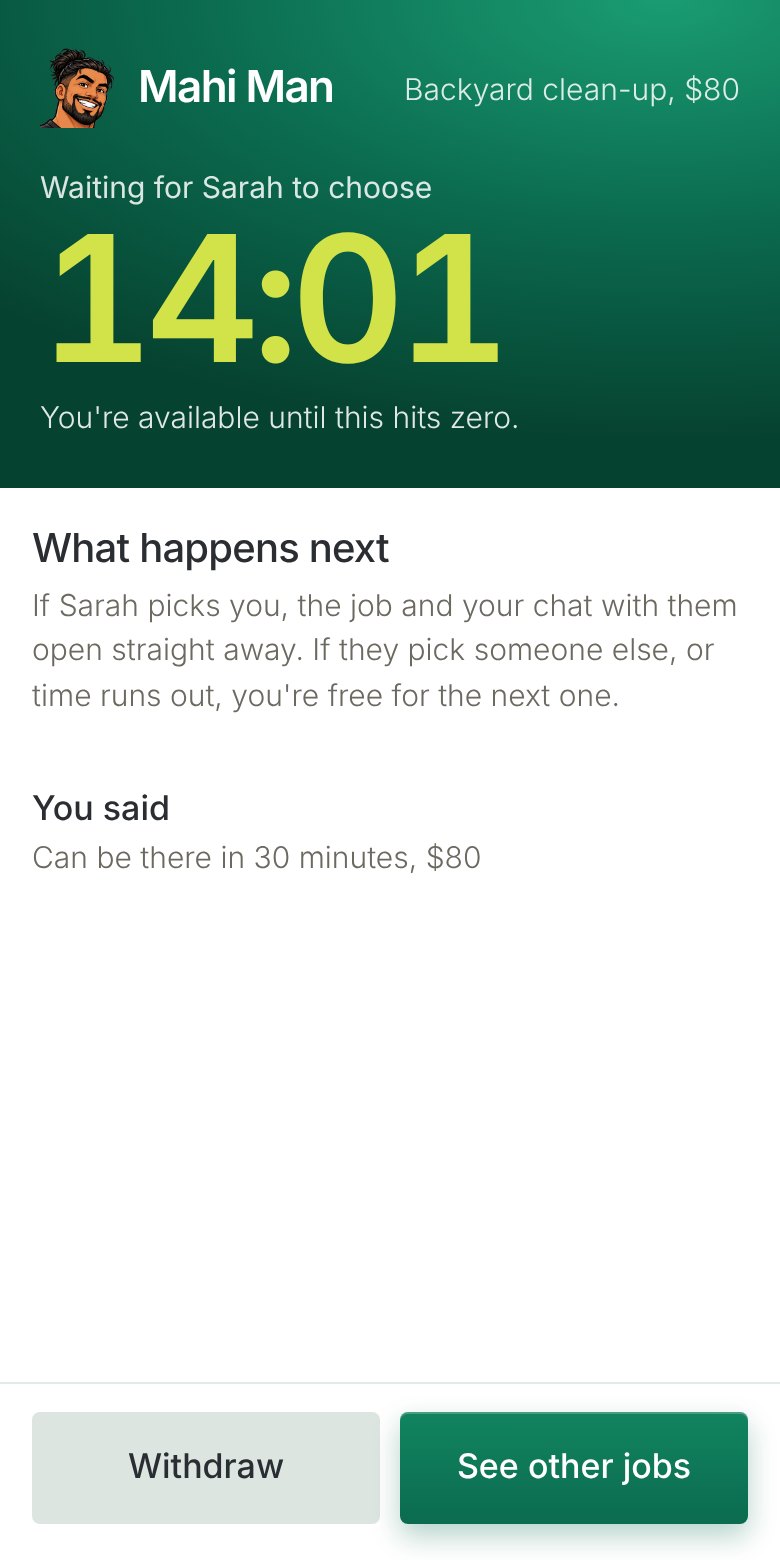 Mahi Man
Backyard clean-up, $80
Waiting for Sarah to choose
14:01
You're available until this hits zero.
What happens next
If Sarah picks you, the job and your chat with them
open straight away. If they pick someone else, or
time runs out, you're free for the next one.
You said
Can be there in 30 minutes, $80
Withdraw
See other jobs